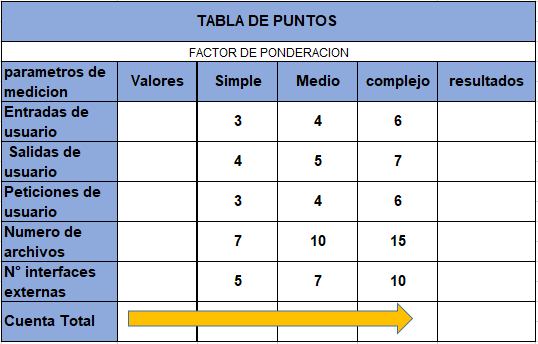 TABLA DE PUNTOS
FACTOR DE PONDERACION
parametros de medicion Valores Simple Medio complejo resultados
Entradas de usuario 3 4 6
Salidas de usuario 4 5 7
Peticiones de usuario 3 4 6
Numero de archivos 7 10 15
N° interfaces externas 5 7 10
Cuenta Total